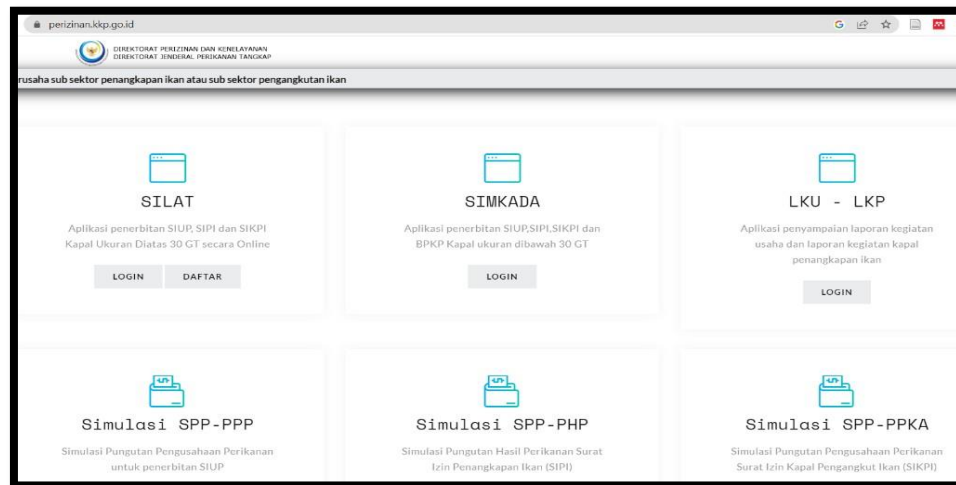 perizinan.kkp.go.id
DIREKTORAT PERIZINAN DAN KENELAYANAN
DIREKTORAT JENDERAL PERIKANAN TANGKAP
rusaha sub sektor penangkapan ikan atau sub sektor pengangkutan ikan
SILAT
Aplikasi penerbitan SIUP, SIPI dan SIKPI
Kapal Ukuran Diatas 30 GT secara Online
LOGIN DAFTAR
SIMKADA
Aplikasi penerbitan SIUP,SIPI,SIKPI dan
BPKP Kapal ukuran dibawah 30 GT
LOGIN
LKU - LKP
Aplikasi penyampaian laporan kegiatan
usaha dan laporan kegiatan kapal
penangkapan ikan
LOGIN
Simulasi SPP-PPP
Simulasi Pungutan Pengusahaan Perikanan
untuk penerbitan SIUP
Simulasi SPP-PHP
Simulasi Pungutan Hasil Perikanan Surat
Izin Penangkapan Ikan (SIPI)
Simulasi SPP-PPKA
Simulasi Pungutan Pengusahaan Perikanan
Surat Izin Kapal Pengangkut Ikan (SIKPI)